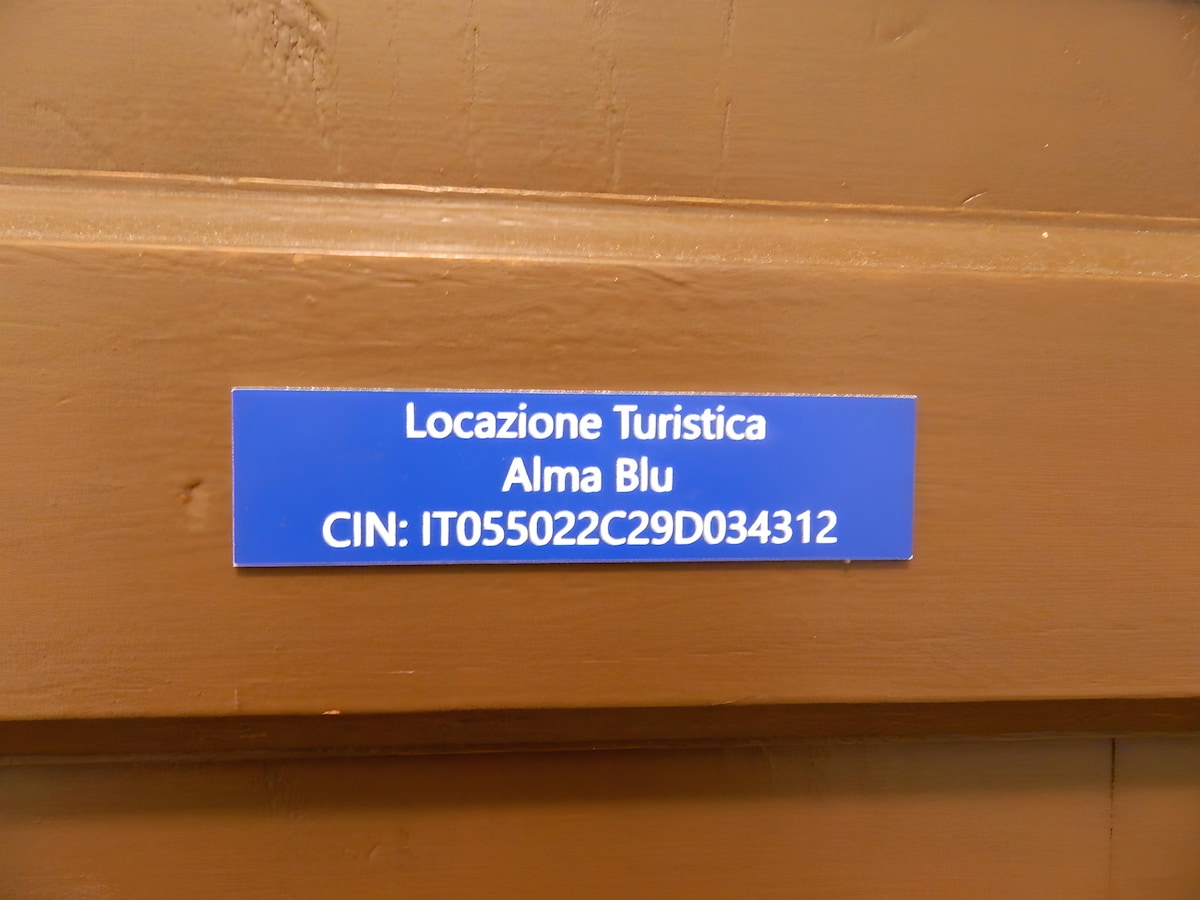 Locazione Turistica
Alma Blu
CIN: IT055022C29D034312